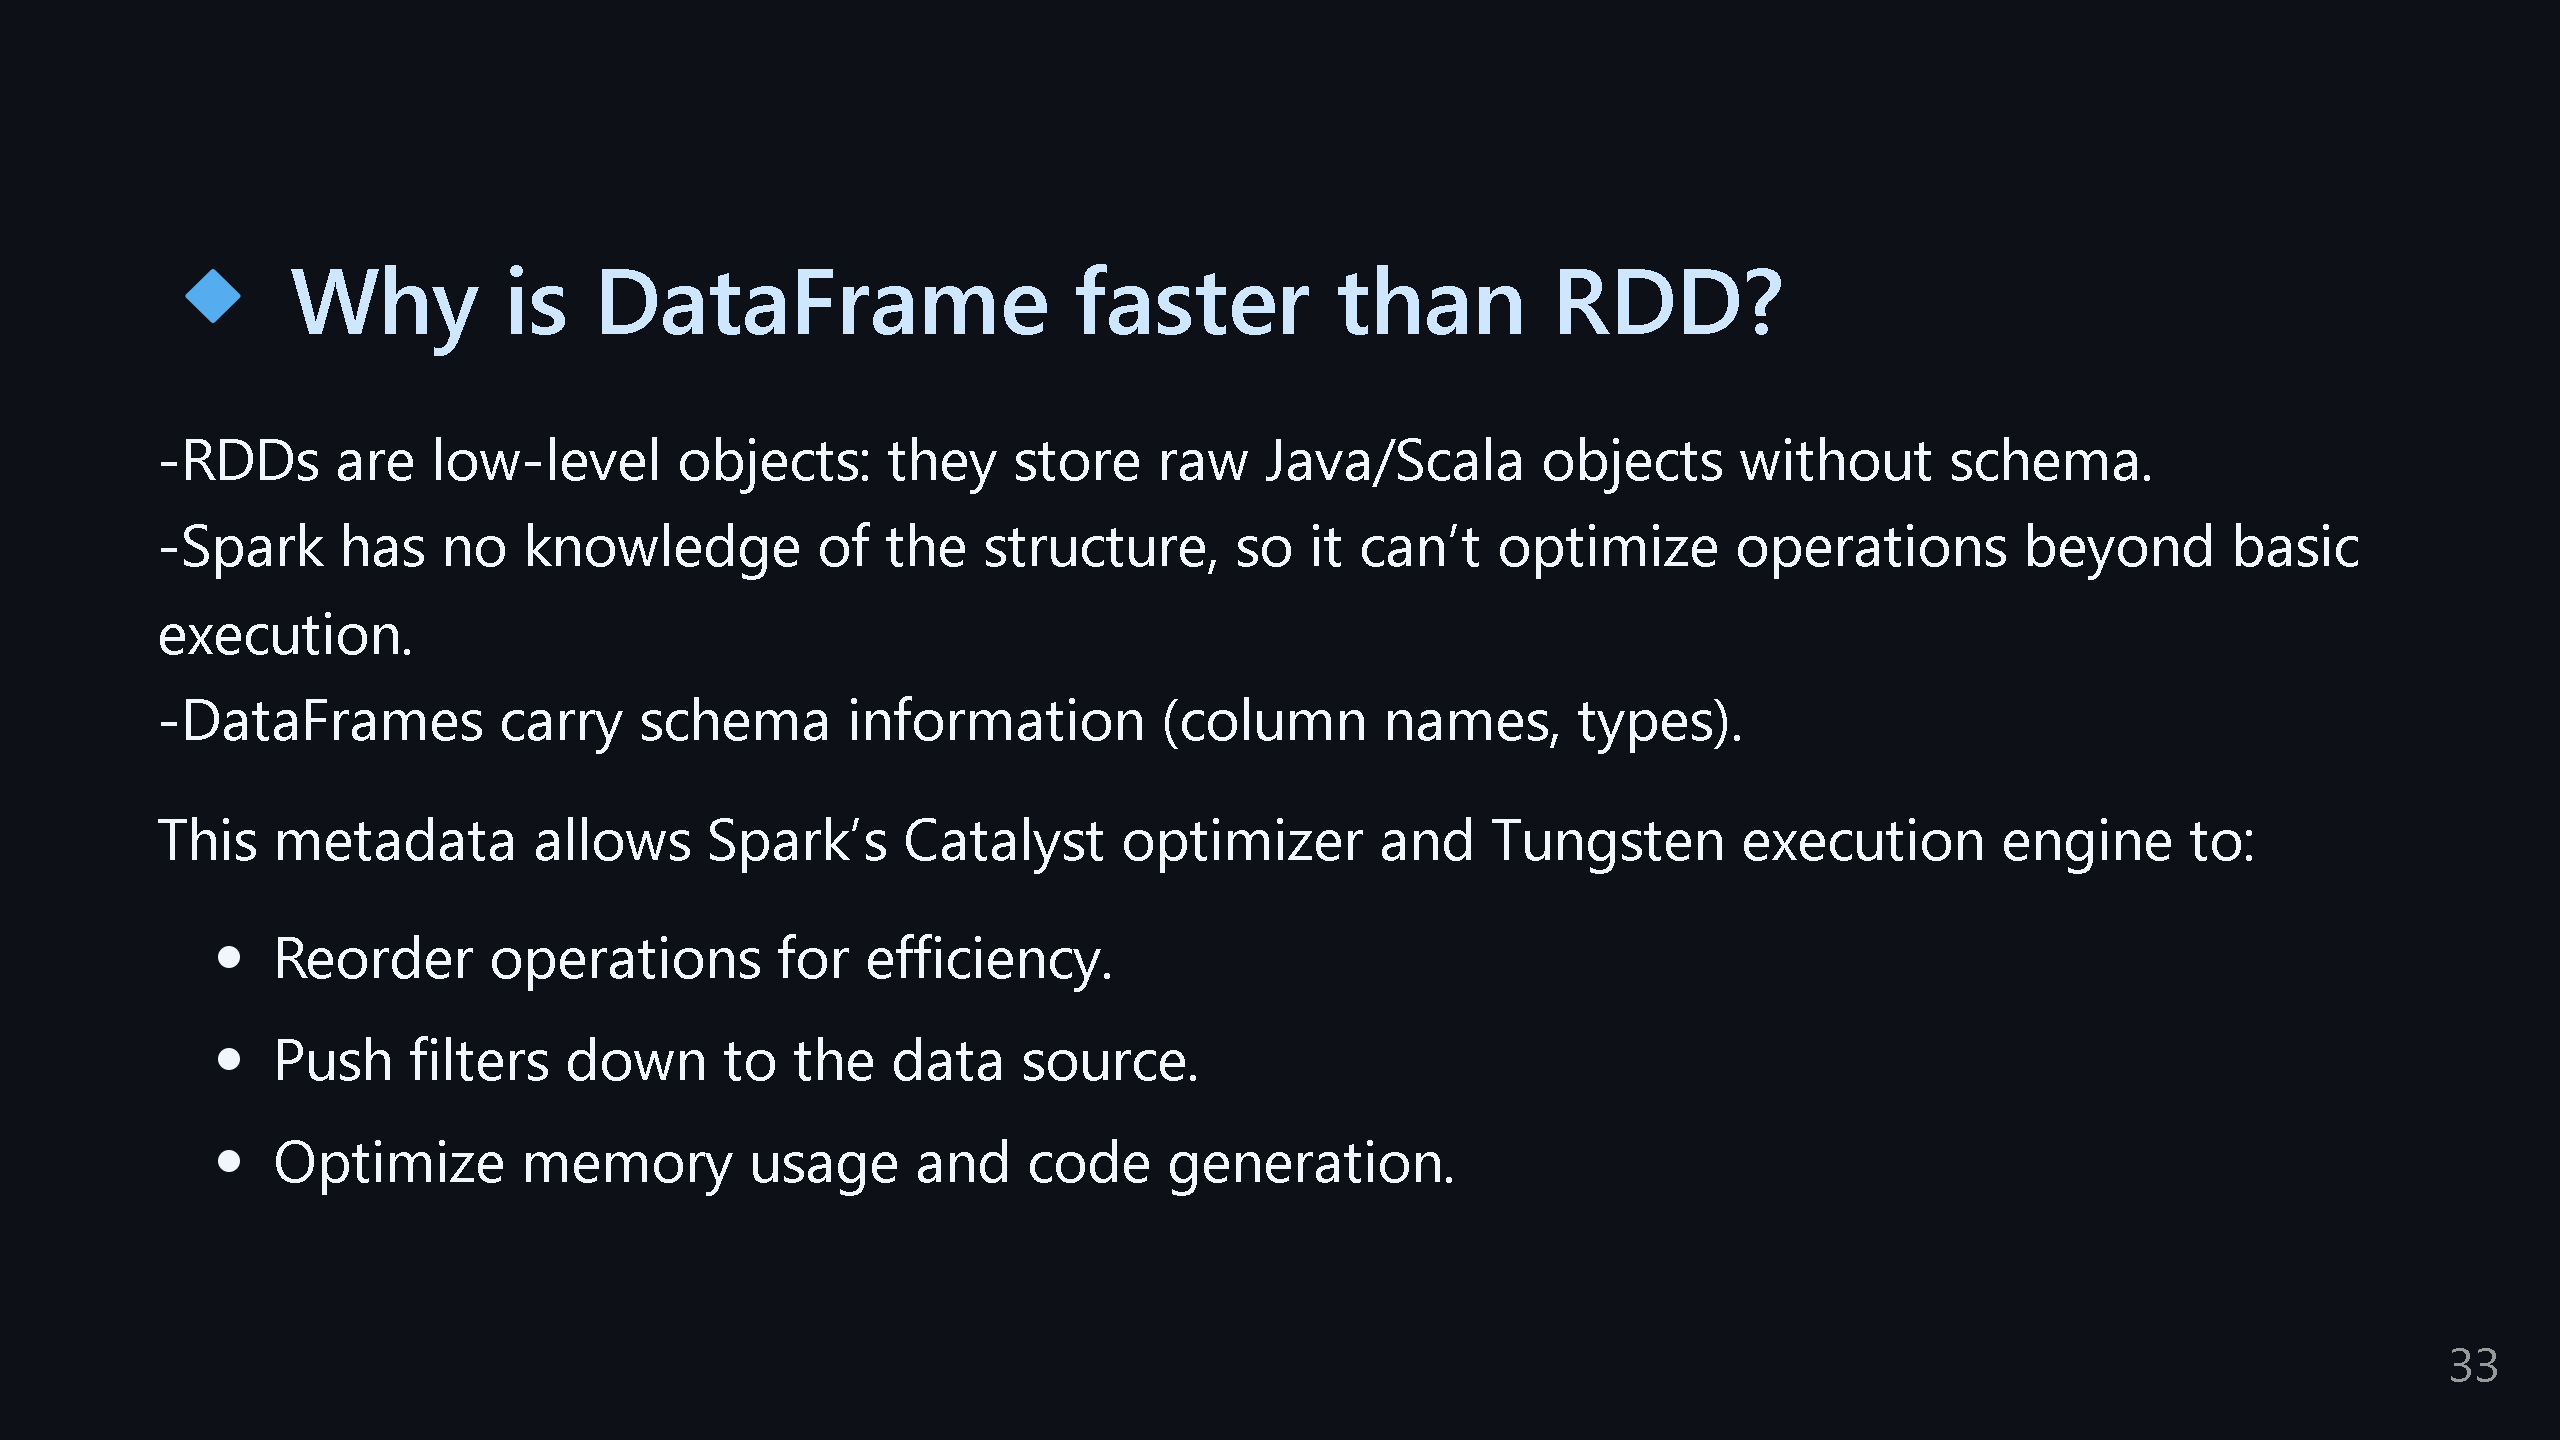 🔹 Why is DataFrame faster than RDD?
-RDDs are low-level objects: they store raw Java/Scala objects without schema.
-Spark has no knowledge of the structure, so it can’t optimize operations beyond basic
execution.
-DataFrames carry schema information (column names, types).
This metadata allows Spark’s Catalyst optimizer and Tungsten execution engine to:
• Reorder operations for efficiency.
• Push filters down to the data source.
• Optimize memory usage and code generation.
33